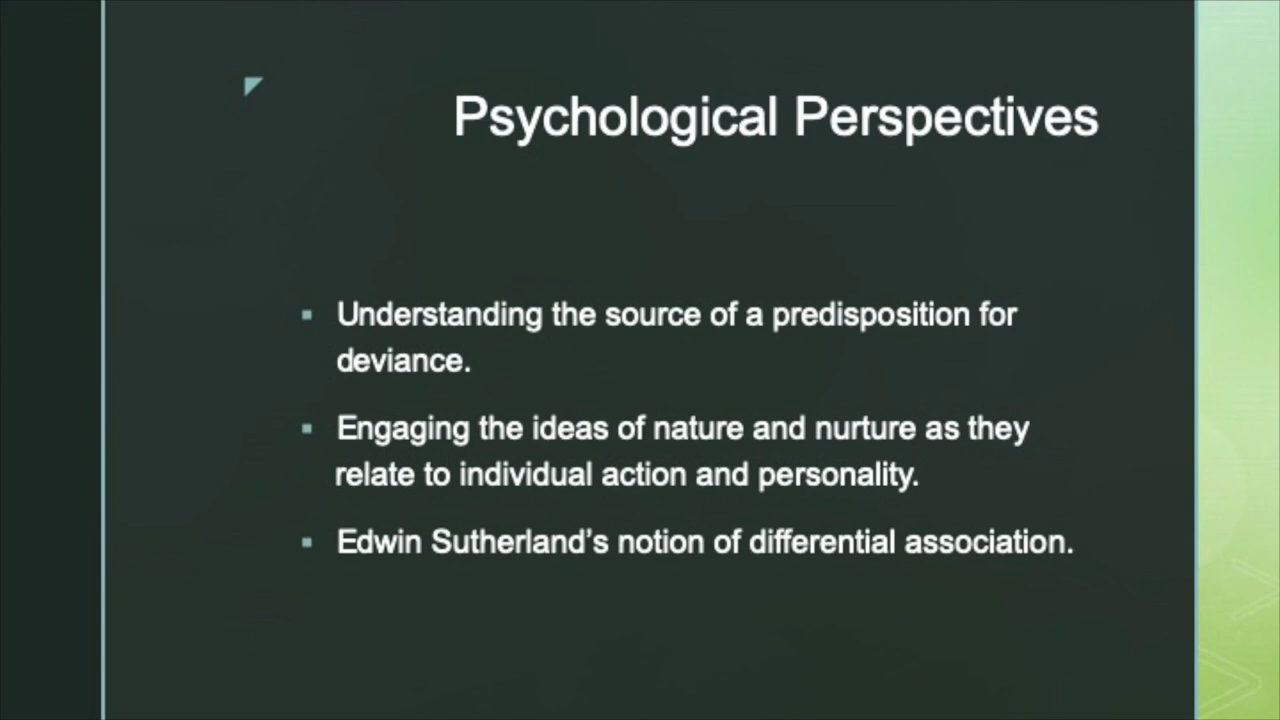 Psychological Perspectives
Understanding the source of a predisposition for
deviance.
Engaging the ideas of nature and nurture as they
relate to individual action and personality.
Edwin Sutherland’s notion of differential association.